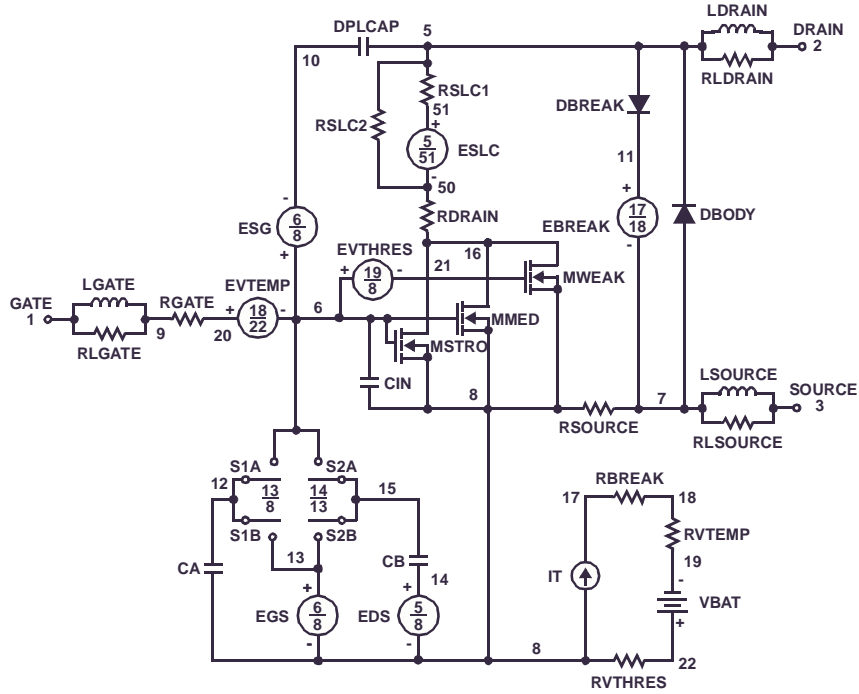 LDRAIN
DPLCAP 5 DRAIN
10 2
RLDRAIN
RSLC1
51
DBREAK
RSLC2 +
5
51
ESLC
11
-
50
- +
6
8
ESG
RDRAIN
17
18
EBREAK
DBODY
+
EVTHRES
16
-
+ 19
8 - 21
MWEAK
LGATE EVTEMP
GATE
1
RGATE + 18
22 - 6
MMED
9 20
RLGATE
MSTRO
CIN
LSOURCE
8 7 SOURCE
3
RSOURCE
RLSOURCE
S1A S2A
12 13
8 14
13 15
S1B S2B
RBREAK
17 18
RVTEMP
13
CB
CA
14
IT
19
-
+ +
EGS 6
8 EDS 5
8
VBAT
+
- -
8
22
RVTHRES